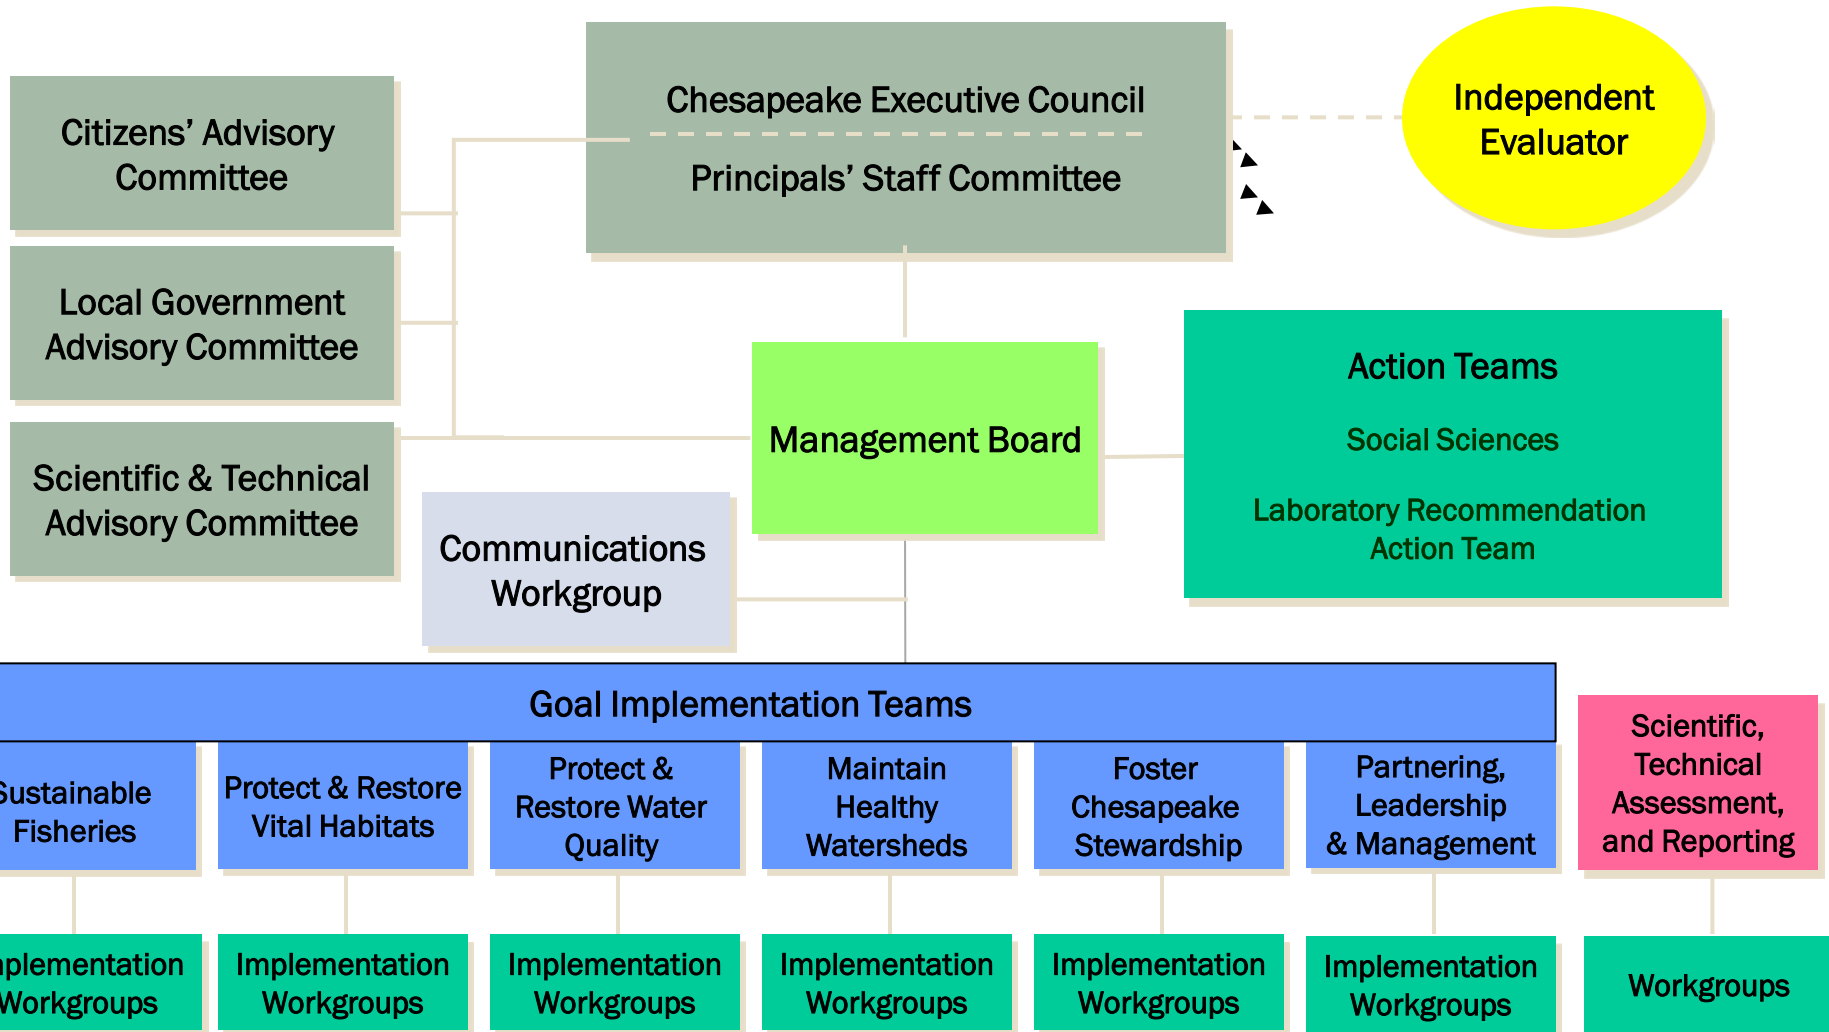 Chesapeake Executive Council
Principals’ Staff Committee
Independent
Evaluator
Citizens’ Advisory
Committee
Local Government
Advisory Committee
Scientific & Technical
Advisory Committee
Management Board
Action Teams
Social Sciences
Laboratory Recommendation
Action Team
Communications
Workgroup
Goal Implementation Teams
Sustainable
Fisheries
Protect & Restore
Vital Habitats
Protect &
Restore Water
Quality
Maintain
Healthy
Watersheds
Foster
Chesapeake
Stewardship
Partnering,
Leadership
& Management
Scientific,
Technical
Assessment,
and Reporting
mplementation
Workgroups
Implementation
Workgroups
Implementation
Workgroups
Implementation
Workgroups
Implementation
Workgroups
Implementation
Workgroups
Workgroups